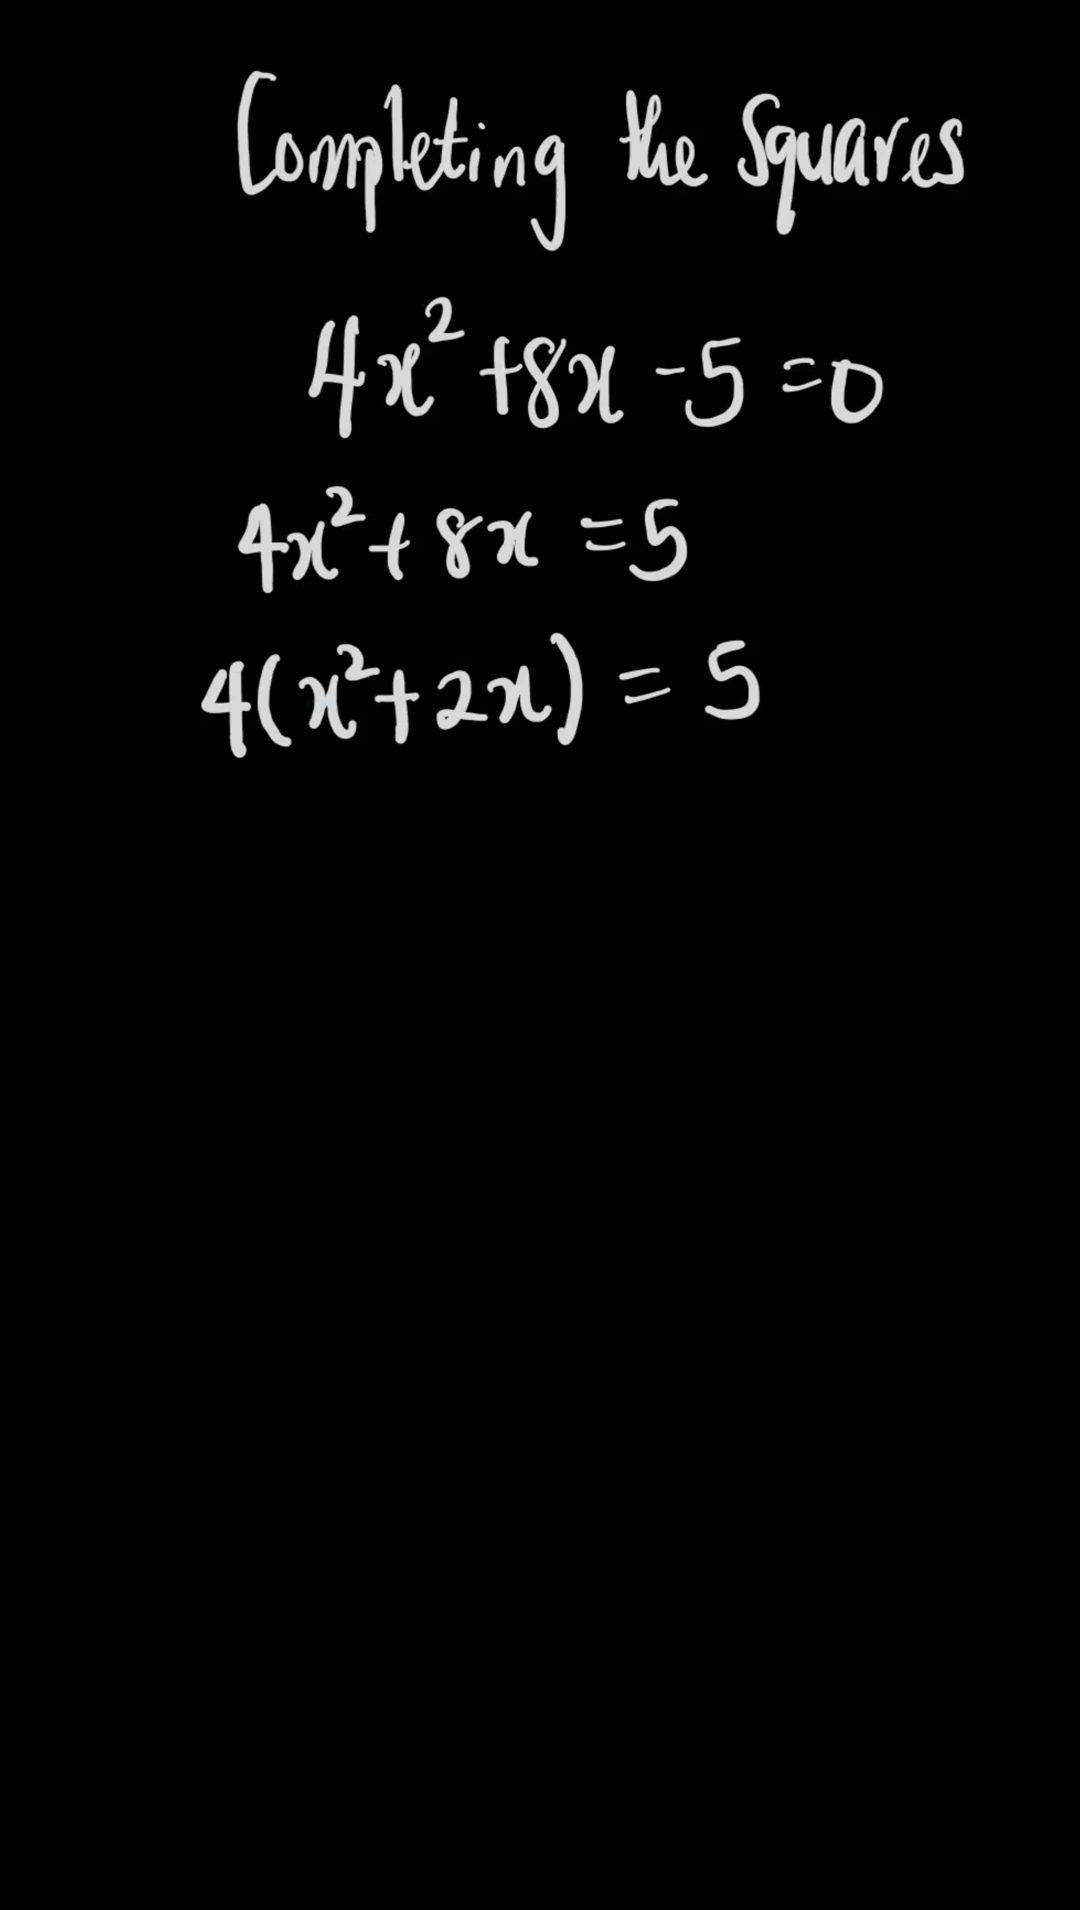 Completing the Squares
4x² +8x -5 =0
4x² + 8x = 5
4(x²+2x) = 5